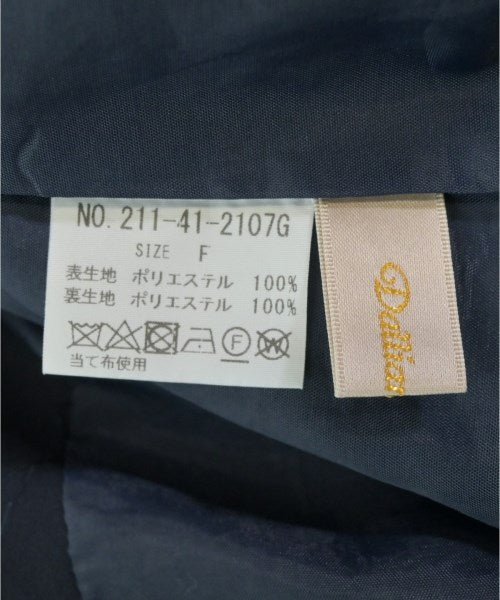 NO. 211-41-2107G
SIZE F
表生地 ポリエステル 100%
裏生地 ポリエステル 100%
F W
当て布使用